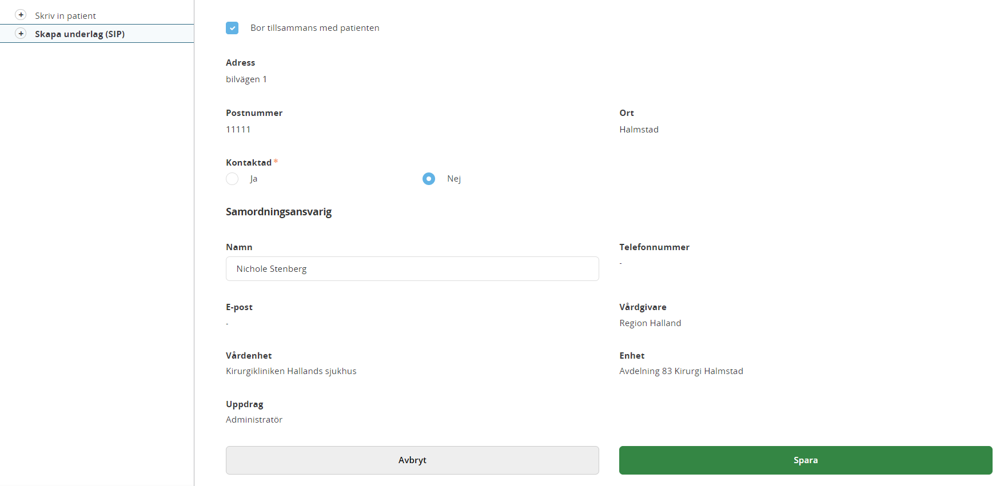 Skriv in patient
Skapa underlag (SIP)
Bor tillsammans med patienten
Adress
bilvägen 1
Postnummer
Ort
11111
Halmstad
Kontaktad *
Ja
Nej
Samordningsansvarig
Namn
Telefonnummer
Nichole Stenberg
-
E-post
Vårdgivare
-
Region Halland
Vårdenhet
Enhet
Kirurgikliniken Hallands sjukhus
Avdelning 83 Kirurgi Halmstad
Uppdrag
Administratör
Avbryt
Spara